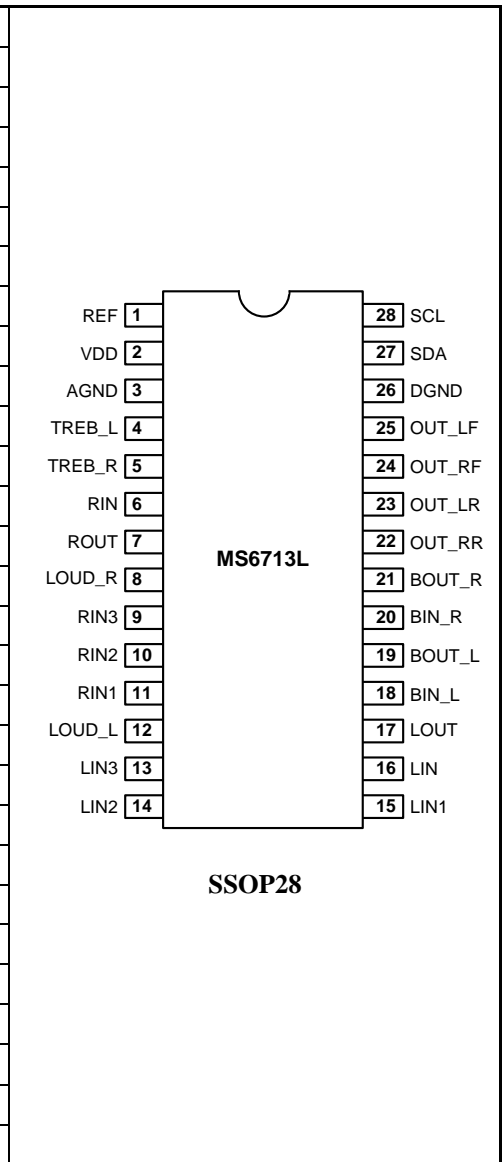 REF 1 28 SCL
VDD 2 27 SDA
AGND 3 26 DGND
TREB_L 4 25 OUT_LF
TREB_R 5 24 OUT_RF
RIN 6 23 OUT_LR
ROUT 7 22 OUT_RR
MS6713L
LOUD_R 8 21 BOUT_R
RIN3 9 20 BIN_R
RIN2 10 19 BOUT_L
RIN1 11 18 BIN_L
LOUD_L 12 17 LOUT
LIN3 13 16 LIN
LIN2 14 15 LIN1
SSOP28